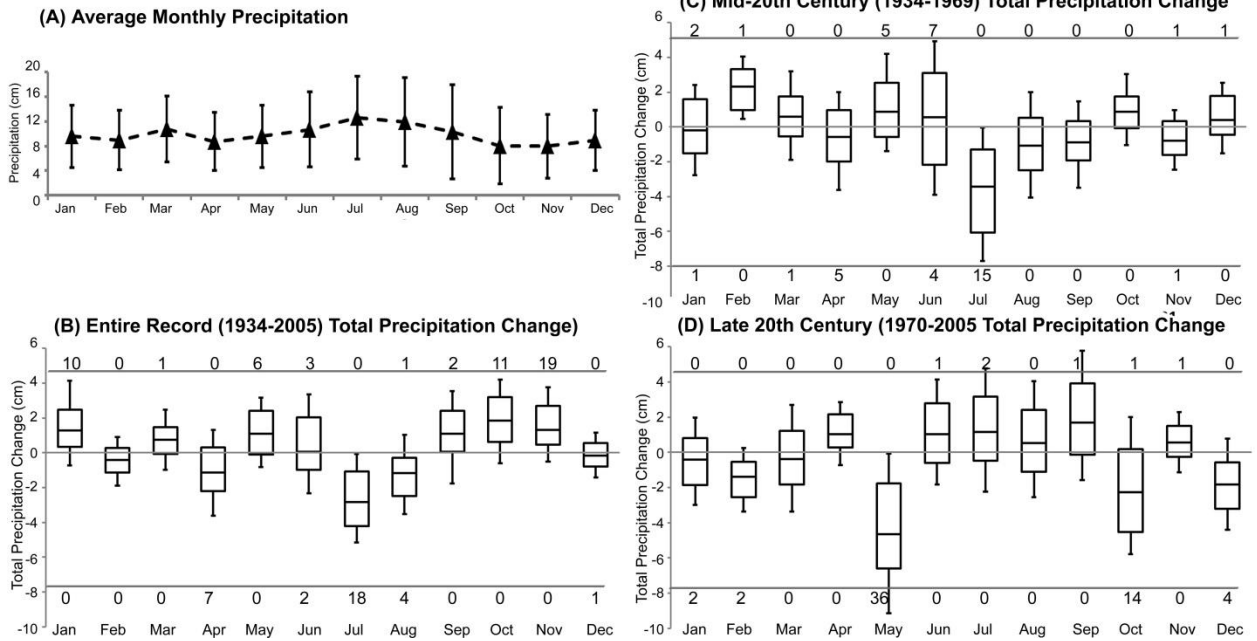 (A) Average Monthly Precipitation
Precipitation (cm)
20
16
12
8
4
0
Jan Feb Mar Apr May Jun Jul Aug Sep Oct Nov Dec
(C) Mid-20th Century (1934-1969) Total Precipitation Change
Total Precipitation Change (cm)
6
4
2
0
-2
-4
-6
-8
-10
2 1 0 0 5 7 0 0 0 0 1 1
1 0 1 5 0 4 15 0 0 0 1 0
Jan Feb Mar Apr May Jun Jul Aug Sep Oct Nov Dec
(B) Entire Record (1934-2005) Total Precipitation Change)
Total Precipitation Change (cm)
6
4
2
0
-2
-4
-6
-8
-10
10 0 1 0 6 3 0 1 2 11 19 0
0 0 0 7 0 2 18 4 0 0 0 1
Jan Feb Mar Apr May Jun Jul Aug Sep Oct Nov Dec
(D) Late 20th Century (1970-2005 Total Precipitation Change
Total Precipitation Change (cm)
6
4
2
0
-2
-4
-6
-8
-10
0 0 0 0 0 1 2 0 1 1 1 0
2 2 0 0 36 0 0 0 0 14 0 4
Jan Feb Mar Apr May Jun Jul Aug Sep Oct Nov Dec